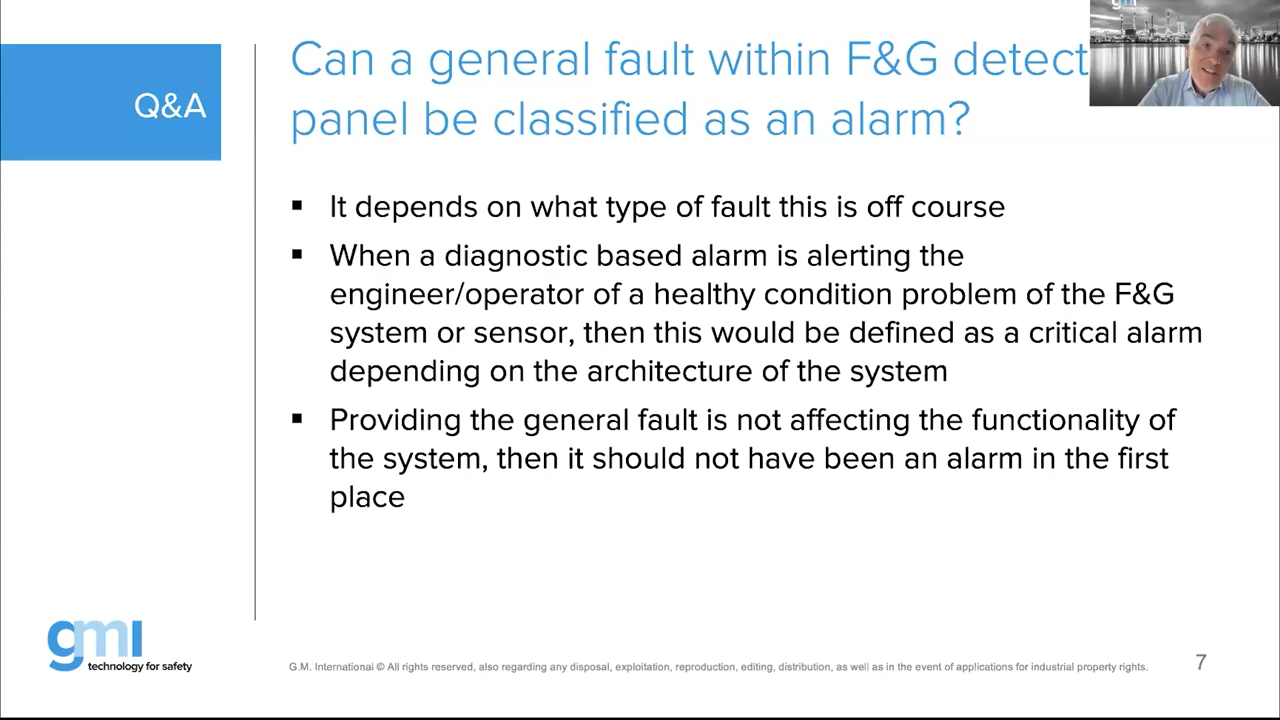 Q&A
Can a general fault within F&G detect
panel be classified as an alarm?
▪ It depends on what type of fault this is off course
▪ When a diagnostic based alarm is alerting the
engineer/operator of a healthy condition problem of the F&G
system or sensor, then this would be defined as a critical alarm
depending on the architecture of the system
▪ Providing the general fault is not affecting the functionality of
the system, then it should not have been an alarm in the first
place
gmi
gmi
technology for safety
G.M. International © All rights reserved, also regarding any disposal, exploitation, reproduction, editing, distribution, as well as in the event of applications for industrial property rights.
7